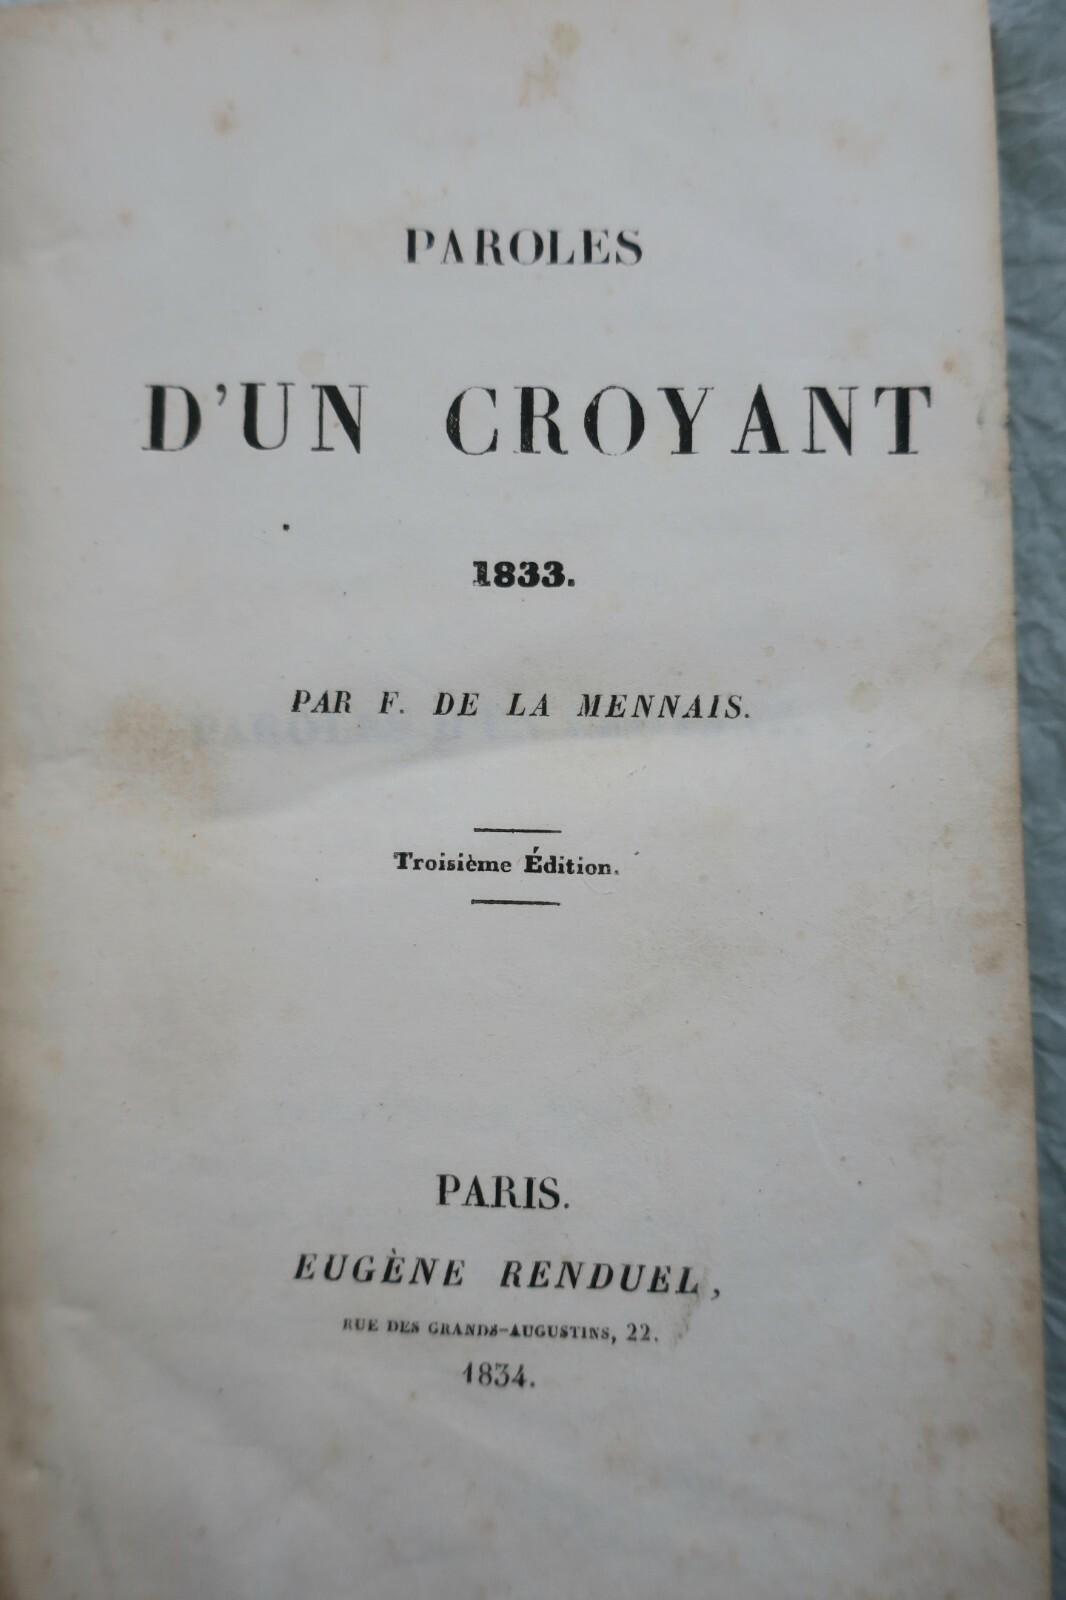 PAROLES
D'UN CROYANT
1833.
PAR F. DE LA MENNAIS.
Troisième Édition.
PARIS.
EUGÈNE RENDUEL,
RUE DES GRANDS-AUGUSTINS, 22.
1834.